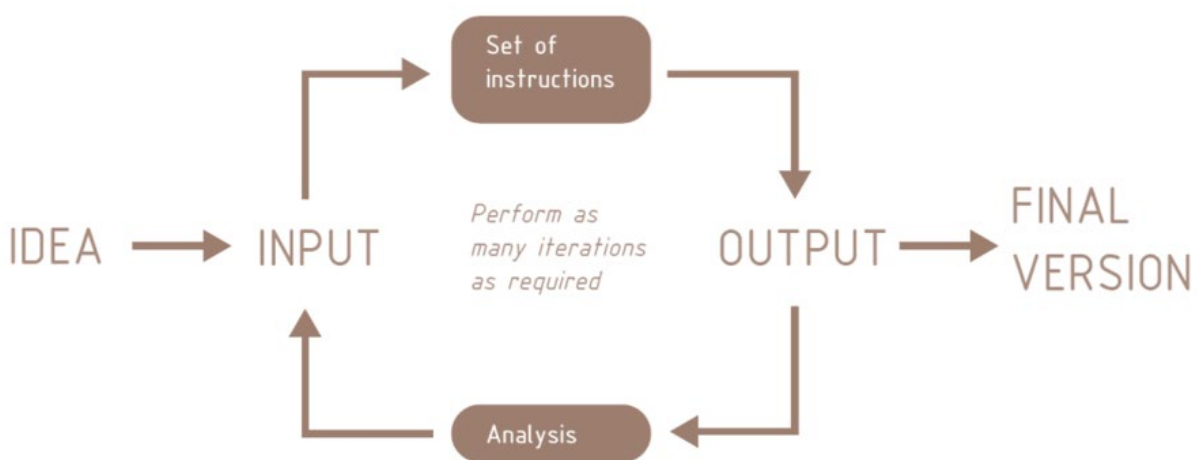 Set of
instructions
IDEA
INPUT
Perform as
many iterations
as required
OUTPUT
FINAL
VERSION
Analysis